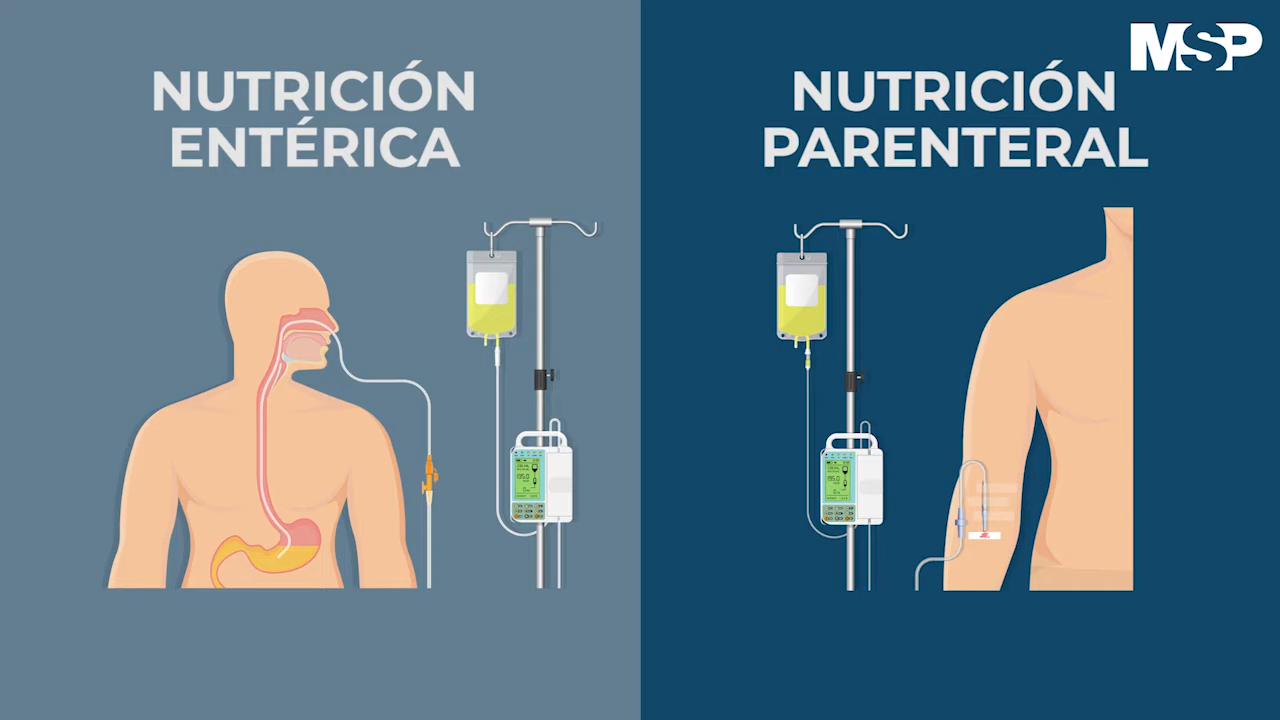 NUTRICIÓN
ENTÉRICA
NUTRICIÓN
PARENTERAL
MSP